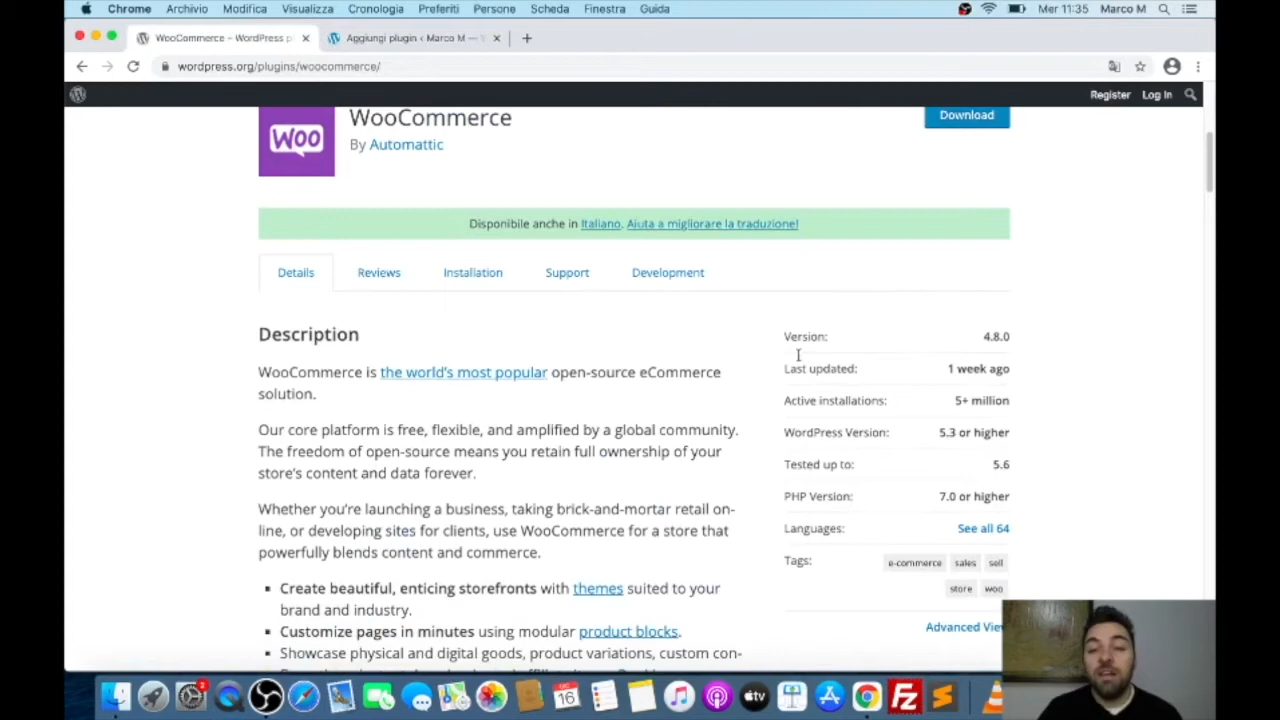 Chrome Archivio Modifica Visualizza Cronologia Preferiti Persone Scheda Finestra Guida Mer 11:35 Marco M
WooCommerce – WordPress p
Aggiungi plugin ‹ Marco M —
wordpress.org/plugins/woocommerce/
Register Log In
WOO
WooCommerce
Download
By Automattic
Disponibile anche in Italiano. Aiuta a migliorare la traduzione!
Details Reviews Installation Support Development
Description
WooCommerce is the world's most popular open-source eCommerce
solution.
Our core platform is free, flexible, and amplified by a global community.
The freedom of open-source means you retain full ownership of your
store's content and data forever.
Whether you're launching a business, taking brick-and-mortar retail on-
line, or developing sites for clients, use WooCommerce for a store that
powerfully blends content and commerce.
▪ Create beautiful, enticing storefronts with themes suited to your
brand and industry.
▪ Customize pages in minutes using modular product blocks.
▪ Showcase physical and digital goods, product variations, custom con-
Version: 4.8.0
Last updated: 1 week ago
Active installations: 5+ million
WordPress Version: 5.3 or higher
Tested up to: 5.6
PHP Version: 7.0 or higher
Languages: See all 64
Tags: e-commerce sales sell
store woo
Advanced Vie
2
DIC
16
tv
Fz